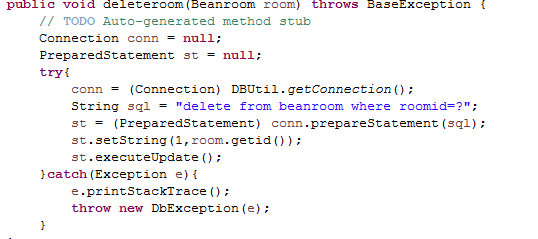 public void deleteroom(Beanroom room) throws BaseException {
// TODO Auto-generated method stub
Connection conn = null;
PreparedStatement st = null;
try{
conn = (Connection) DBUtil.getConnection();
String sql = "delete from beanroom where roomid=?";
st = (PreparedStatement) conn.prepareStatement(sql);
st.setString(1,room.getid());
st.executeUpdate();
}catch(Exception e){
e.printStackTrace();
throw new DbException(e);
}